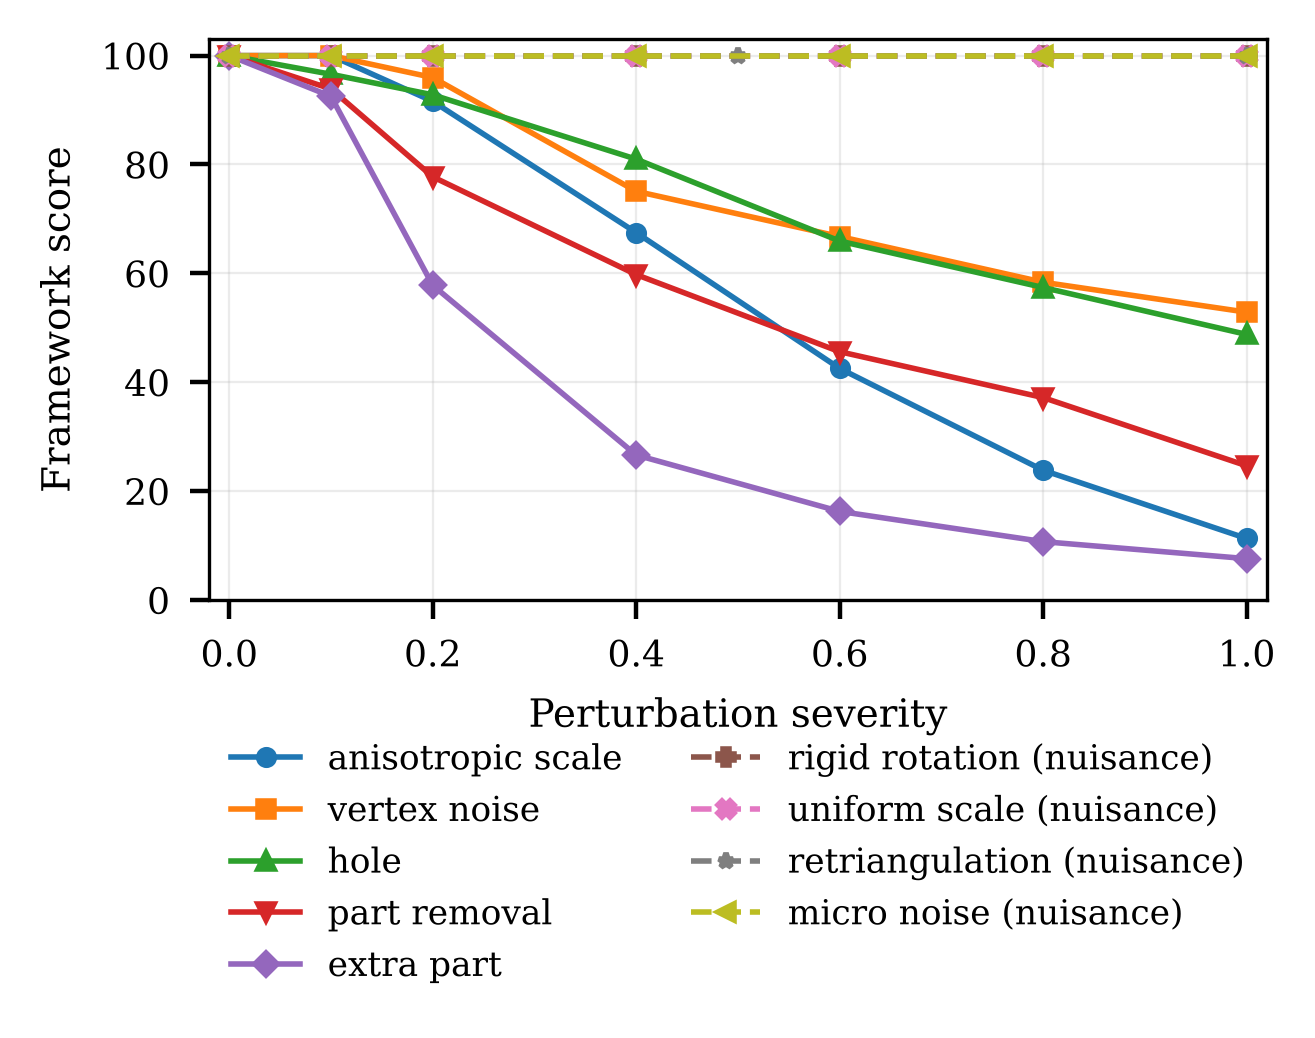 100
80
60
40
20
0
Framework score
0.0 0.2 0.4 0.6 0.8 1.0
Perturbation severity
anisotropic scale
vertex noise
hole
part removal
extra part
rigid rotation (nuisance)
uniform scale (nuisance)
retriangulation (nuisance)
micro noise (nuisance)